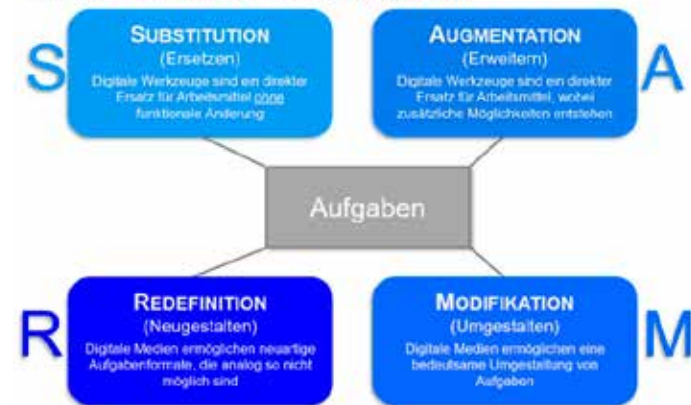 S
SUBSTITUTION
(Ersetzen)
Digitale Werkzeuge sind ein direkter
Ersatz für Arbeitsmittel ohne
funktionale Änderung
AUGMENTATION
(Erweitern)
Digitale Werkzeuge sind ein direkter
Ersatz für Arbeitsmittel, wobei
zusätzliche Möglichkeiten entstehen
A
Aufgaben
R
REDEFINITION
(Neugestalten)
Digitale Medien ermöglichen neuartige
Aufgabenformate, die analog so nicht
möglich sind
MODIFIKATION
(Umgestalten)
Digitale Medien ermöglichen eine
bedeutsame Umgestaltung von
Aufgaben
M